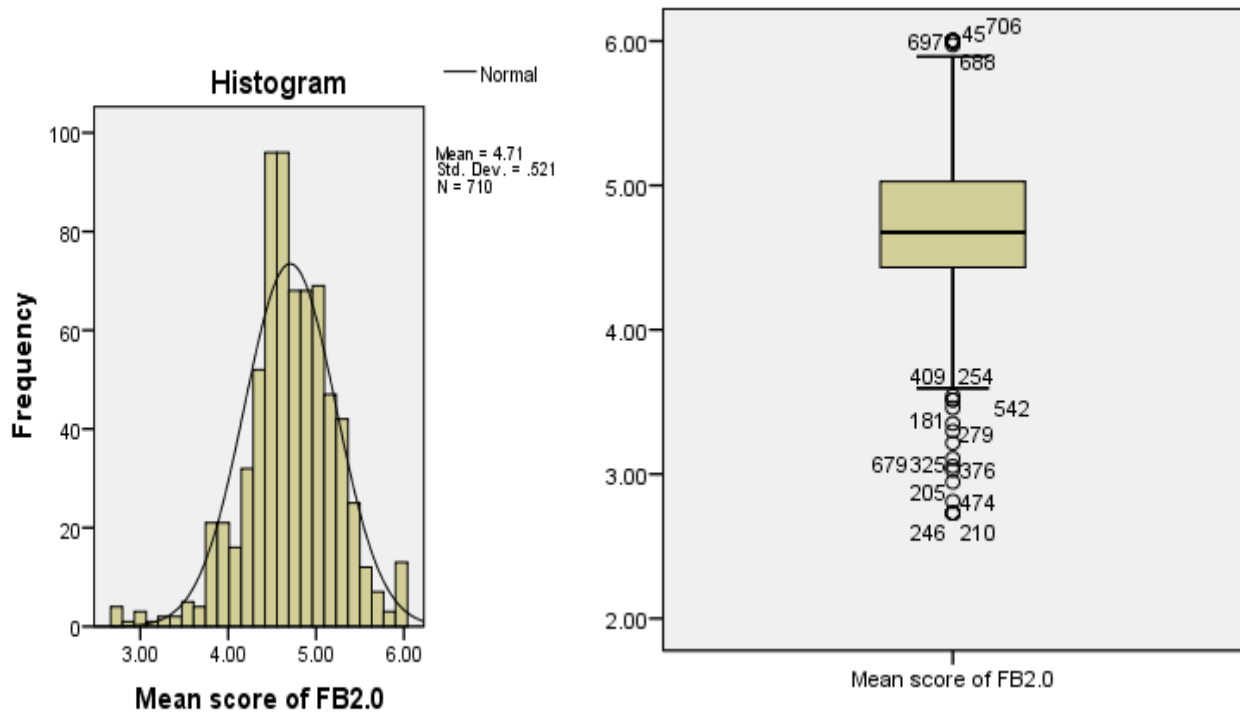 Histogram
Normal
Mean = 4.71
Std. Dev. = .521
N = 710
Frequency
100
80
60
40
20
0
3.00 4.00 5.00 6.00
Mean score of FB2.0
6.00
5.00
4.00
3.00
2.00
697 45 706
688
409 254
542
181
279
679 325 376
205
474
246 210
Mean score of FB2.0